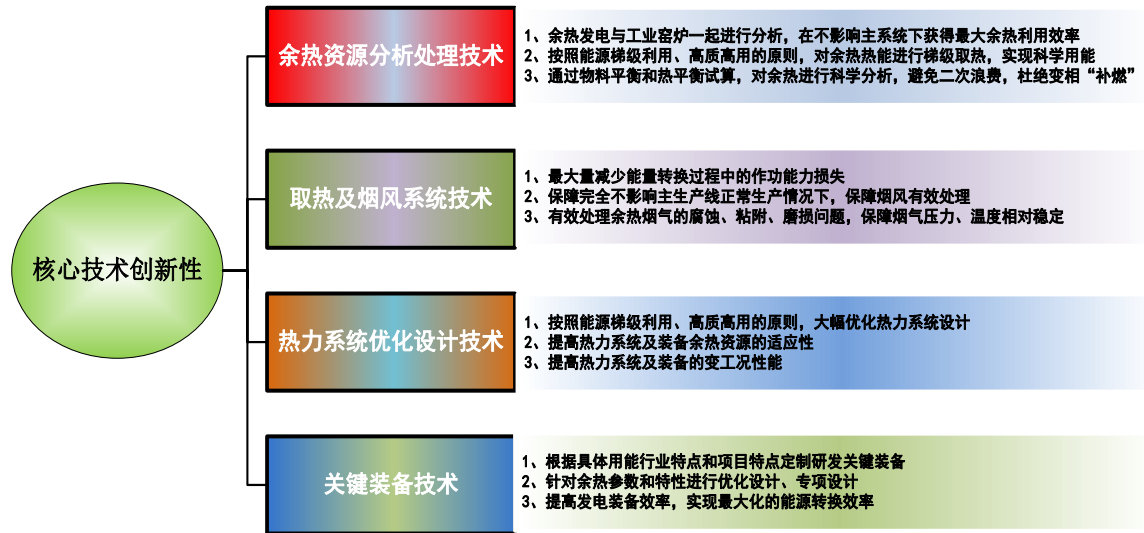 核心技术创新性
余热资源分析处理技术
1、余热发电与工业窑炉一起进行分析，在不影响主系统下获得最大余热利用效率
2、按照能源梯级利用、高质高用的原则，对余热热能进行梯级取热，实现科学用能
3、通过物料平衡和热平衡试算，对余热进行科学分析，避免二次浪费，杜绝变相“补燃”
取热及烟风系统技术
1、最大量减少能量转换过程中的作功能力损失
2、保障完全不影响主生产线正常生产情况下，保障烟风有效处理
3、有效处理余热烟气的腐蚀、粘附、磨损问题，保障烟气压力、温度相对稳定
热力系统优化设计技术
1、按照能源梯级利用、高质高用的原则，大幅优化热力系统设计
2、提高热力系统及装备余热资源的适应性
3、提高热力系统及装备的变工况性能
关键装备技术
1、根据具体用能行业特点和项目特点定制研发关键装备
2、针对余热参数和特性进行优化设计、专项设计
3、提高发电装备效率，实现最大化的能源转换效率